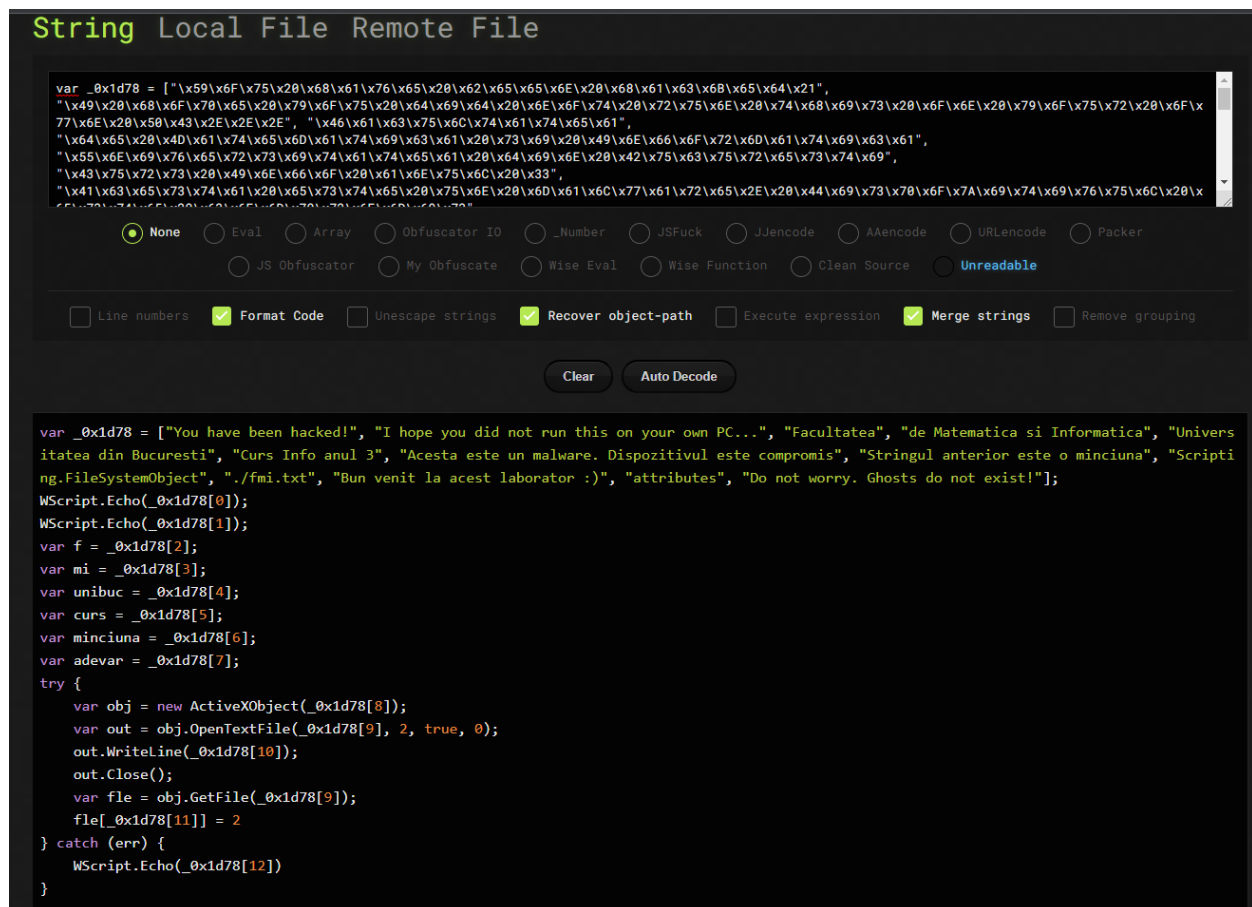 String Local File Remote File
var _0x1d78 = ["\x59\x6F\x75\x20\x68\x61\x76\x65\x20\x62\x65\x65\x6E\x20\x68\x61\x63\x6B\x65\x64\x21",
"\x49\x20\x68\x6F\x70\x65\x20\x79\x6F\x75\x20\x64\x69\x64\x20\x6E\x6F\x74\x20\x72\x75\x6E\x20\x74\x68\x69\x73\x20\x6F\x6E\x20\x79\x6F\x75\x72\x20\x6F\x
77\x6E\x20\x50\x43\x2E\x2E\x2E", "\x46\x61\x63\x75\x6C\x74\x61\x74\x65\x61",
"\x64\x65\x20\x4D\x61\x74\x65\x6D\x61\x74\x69\x63\x61\x20\x73\x69\x20\x49\x6E\x66\x6F\x72\x6D\x61\x74\x69\x63\x61",
"\x55\x6E\x69\x76\x65\x72\x73\x69\x74\x61\x74\x65\x61\x20\x64\x69\x6E\x20\x42\x75\x63\x75\x72\x65\x73\x74\x69",
"\x43\x75\x72\x73\x20\x49\x6E\x66\x6F\x20\x61\x6E\x75\x6C\x20\x33",
"\x41\x63\x65\x73\x74\x61\x20\x65\x73\x74\x65\x20\x75\x6E\x20\x6D\x61\x6C\x77\x61\x72\x65\x2E\x20\x44\x69\x73\x70\x6F\x7A\x69\x74\x69\x76\x75\x6C\x20\x
None Eval Array Obfuscator IO _Number JSFuck JJencode AAencode URLencode Packer
JS Obfuscator My Obfuscate Wise Eval Wise Function Clean Source Unreadable
Line numbers Format Code Unescape strings Recover object-path Execute expression Merge strings Remove grouping
Clear Auto Decode
var _0x1d78 = ["You have been hacked!", "I hope you did not run this on your own PC...", "Facultatea", "de Matematica si Informatica", "Univers
itatea din Bucuresti", "Curs Info anul 3", "Acesta este un malware. Dispozitivul este compromis", "Stringul anterior este o minciuna", "Scripti
ng.FileSystemObject", "./fmi.txt", "Bun venit la acest laborator :)", "attributes", "Do not worry. Ghosts do not exist!"];
WScript.Echo(_0x1d78[0]);
WScript.Echo(_0x1d78[1]);
var f = _0x1d78[2];
var mi = _0x1d78[3];
var unibuc = _0x1d78[4];
var curs = _0x1d78[5];
var minciuna = _0x1d78[6];
var adevar = _0x1d78[7];
try {
    var obj = new ActiveXObject(_0x1d78[8]);
    var out = obj.OpenTextFile(_0x1d78[9], 2, true, 0);
    out.WriteLine(_0x1d78[10]);
    out.Close();
    var fle = obj.GetFile(_0x1d78[9]);
    fle[_0x1d78[11]] = 2
} catch (err) {
    WScript.Echo(_0x1d78[12])
}